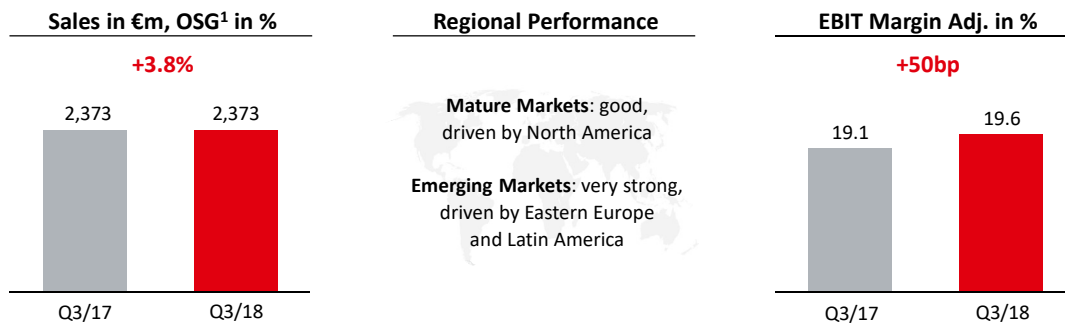 Sales in €m, OSG¹ in %
+3.8%
2,373
2,373
Q3/17
Q3/18
Regional Performance
Mature Markets: good,
driven by North America
Emerging Markets: very strong,
driven by Eastern Europe
and Latin America
EBIT Margin Adj. in %
+50bp
19.1
19.6
Q3/17
Q3/18